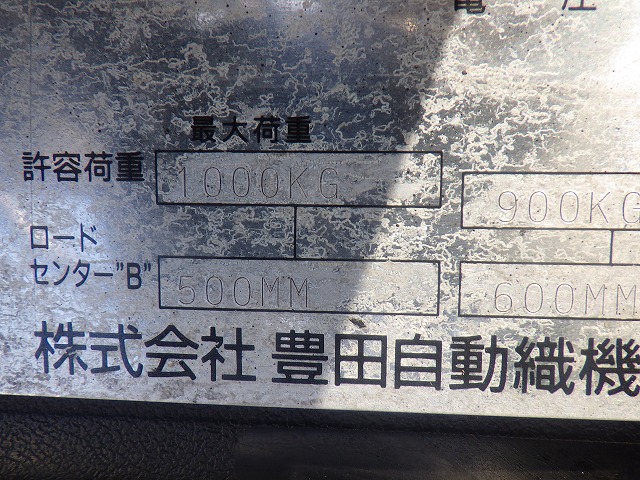 最大荷重
許容荷重 1000KG 900KG
ロード
センター"B" 500MM 600MM
株式会社 豊田自動織機